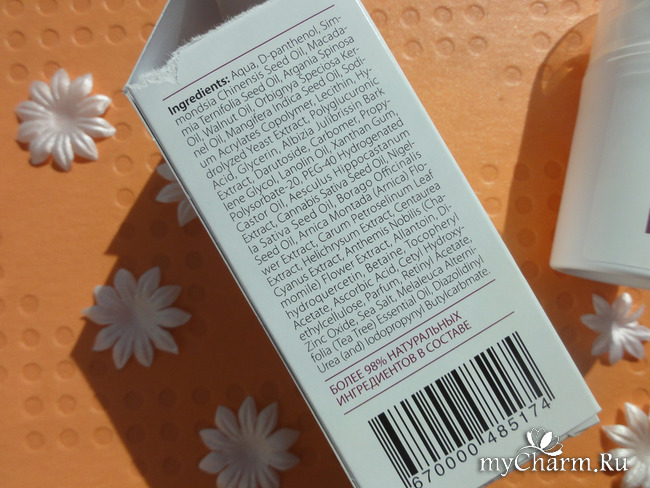 Ingredients: Aqua, D-panthenol, Sim-
mondsia Chinensis Seed Oil, Macada-
mia Ternifolia Seed Oil, Argania Spinosa
Oil, Walnut Oil, Orbignya Speciosa Ker-
nel Oil, Mangifera Indica Seed Oil, Sodi-
um Acrylates Copolymer, Lecithin, Hy-
drolyzed Yeast Extract, Polyglucuronic
Acid, Glycerin, Albizia Julibrissin Bark
Extract, Darutoside, Carbomer, Propy-
lene Glycol, Lanolin Oil, Xanthan Gum,
Polysorbate-20, PEG-40 Hydrogenated
Castor Oil, Aesculus Hippocastanum
Extract, Cannabis Sativa Seed Oil, Nigel-
la Sativa Seed Oil, Borago Officinalis
Seed Oil, Arnica Montada (Arnica) Flo-
wer Extract, Carum Petroselinum Leaf
Extract, Helichrysum Extract, Centaurea
Cyanus Extract, Anthemis Nobilis (Cha-
momile) Flower Extract, Allantoin, Di-
hydroquercetin, Betaine, Tocopheryl
Acetate, Ascorbic Acid, Cetyl Hydroxy-
ethylcellulose, Parfum, Retinyl Acetate,
Zinc Oxide, Sea Salt, Melaleuca Alterni-
folia (Tea Tree) Essential Oil, Diazolidinyl
Urea (and) Iodopropynyl Butylcarbmate.
БОЛЕЕ 98% НАТУРАЛЬНЫХ
ИНГРЕДИЕНТОВ В СОСТАВЕ
670000 485174
myCharm.Ru